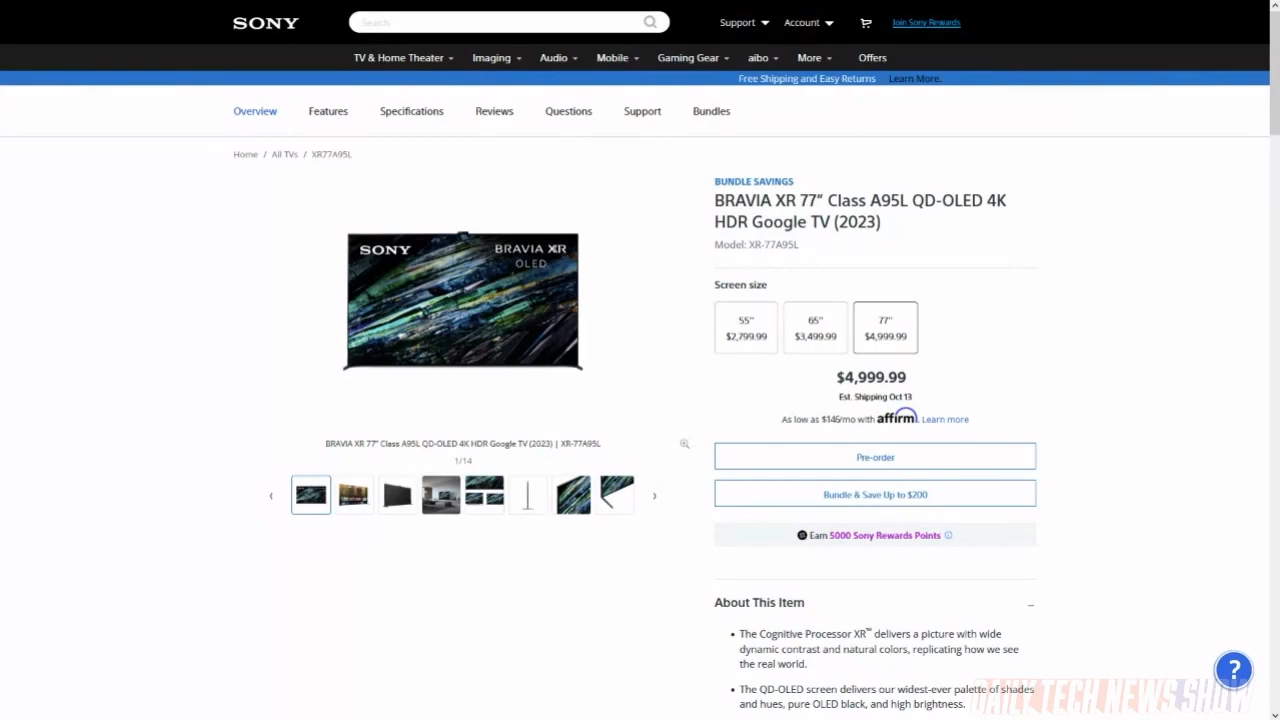 SONY
Search
Support
Account
Join Sony Rewards
TV & Home Theater
Imaging
Audio
Mobile
Gaming Gear
aibo
More
Offers
Free Shipping and Easy Returns Learn More.
Overview
Features
Specifications
Reviews
Questions
Support
Bundles
Home / All TVs / XR77A95L
SONY
BRAVIA XR
OLED
BRAVIA XR 77" Class A95L QD-OLED 4K HDR Google TV (2023) | XR-77A95L
1/14
BUNDLE SAVINGS
BRAVIA XR 77" Class A95L QD-OLED 4K
HDR Google TV (2023)
Model: XR-77A95L
Screen size
55"
$2,799.99
65"
$3,499.99
77"
$4,999.99
$4,999.99
Est. Shipping Oct 13
As low as $146/mo with affirm. Learn more
Pre-order
Bundle & Save Up to $200
Earn 5000 Sony Rewards Points
About This Item
• The Cognitive Processor XR™ delivers a picture with wide
dynamic contrast and natural colors, replicating how we see
the real world.
• The QD-OLED screen delivers our widest-ever palette of shades
and hues, pure OLED black, and high brightness.
?
DAILY TECH NEWS SHOW